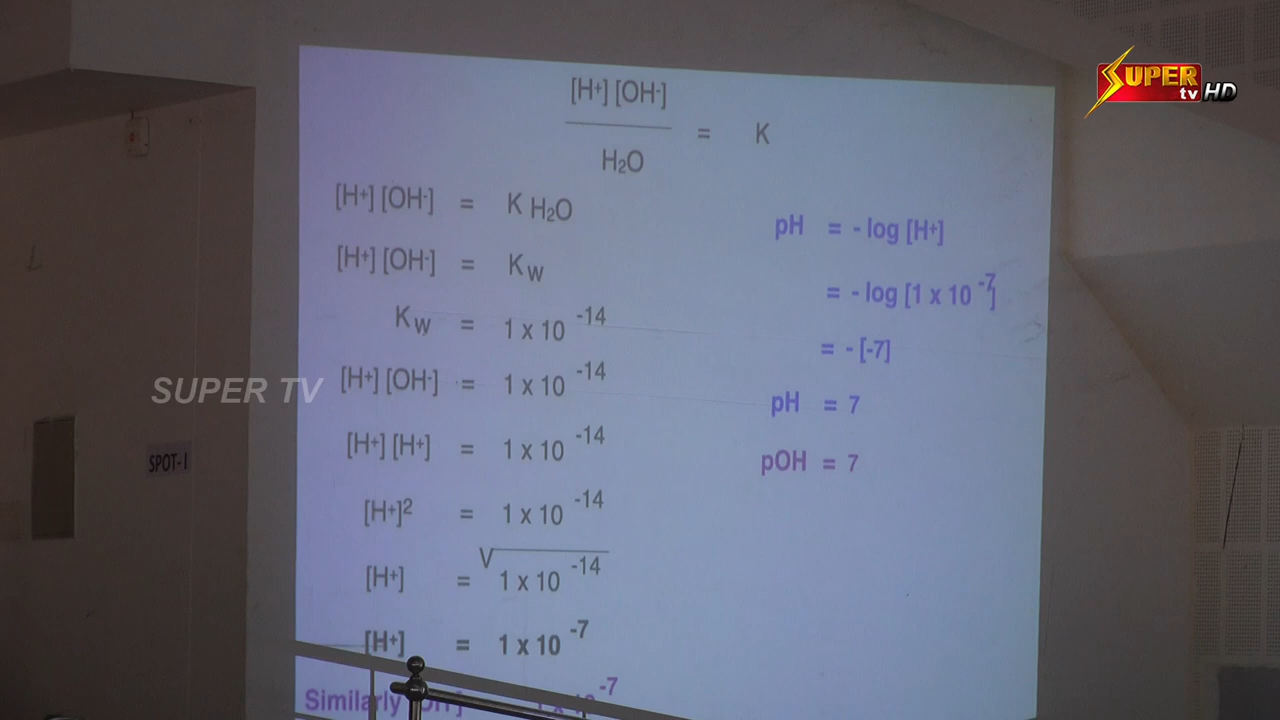 [H+] [OH-]
= K
H₂O
[H+] [OH-] = K H₂O
[H+] [OH-] = Kw
Kw = 1 x 10 -14
[H+] [OH-] = 1 x 10 -14
[H+] [H+] = 1 x 10 -14
[H+]2 = 1 x 10 -14
[H+] = √1 x 10 -14
[H+] = 1 x 10 -7
Similarly -7
pH = - log [H+]
= - log [1 x 10 -7]
= - [-7]
pH = 7
pOH = 7
SUPER tv HD
SUPER TV
SPOT- I